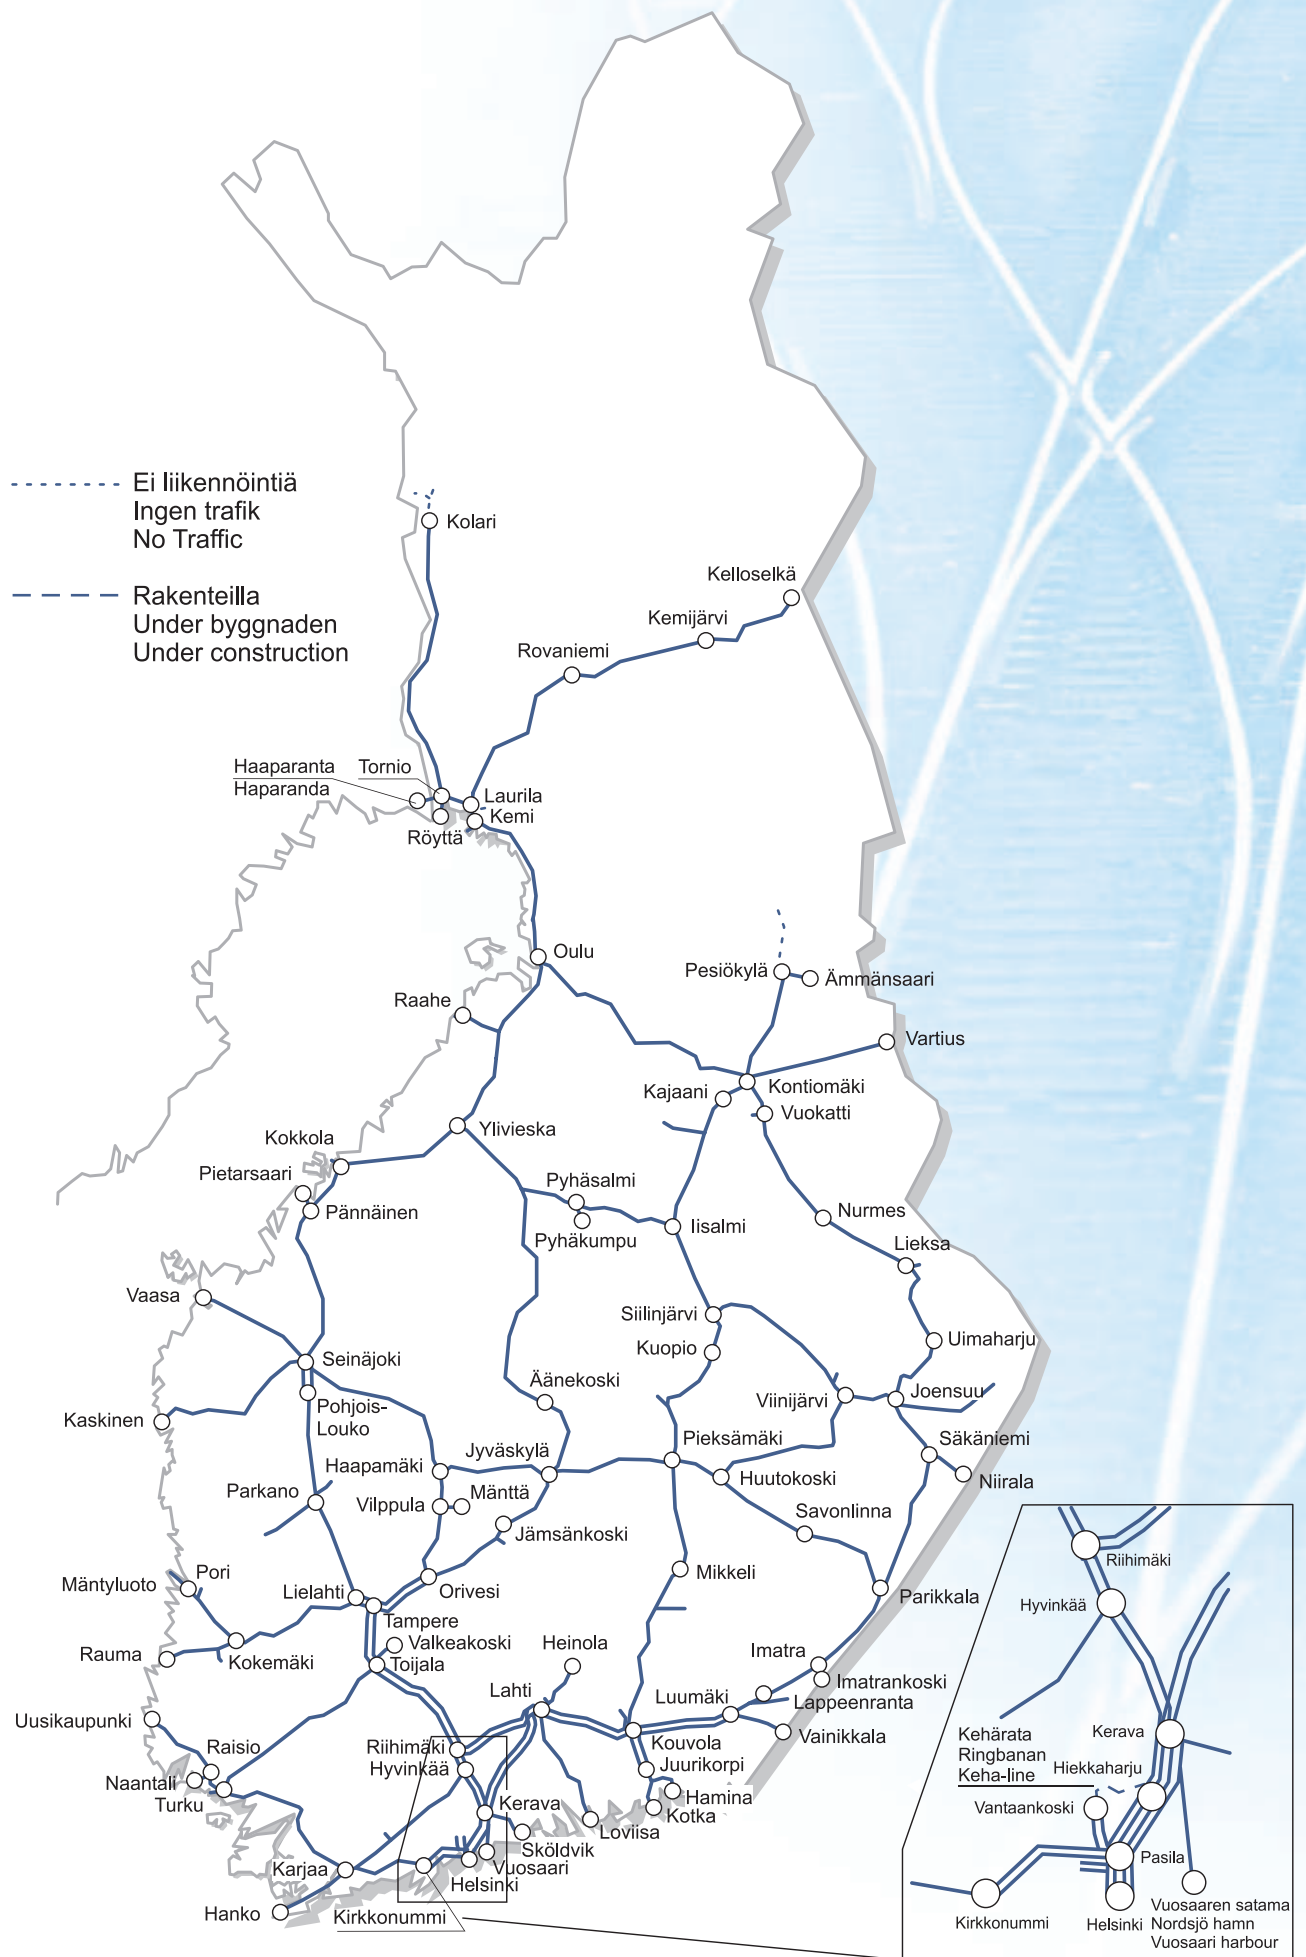 Ei liikennöintiä
Ingen trafik
No Traffic
Rakenteilla
Under byggnaden
Under construction
Kolari
Kelloselkä
Kemijärvi
Rovaniemi
Haaparanta
Haparanda
Tornio
Laurila
Kemi
Röyttä
Oulu
Pesiökylä
Ämmänsaari
Raahe
Vartius
Kontiomäki
Kajaani
Vuokatti
Ylivieska
Kokkola
Pietarsaari
Pännäinen
Pyhäsalmi
Pyhäkumpu
Iisalmi
Nurmes
Lieksa
Vaasa
Siilinjärvi
Kuopio
Uimaharju
Seinäjoki
Äänekoski
Viinijärvi
Joensuu
Kaskinen
Pohjois-
Louko
Jyväskylä
Pieksämäki
Säkäniemi
Haapamäki
Huutokoski
Niirala
Parkano
Vilppula
Mänttä
Savonlinna
Jämsänkoski
Pori
Mäntyluoto
Lielahti
Orivesi
Mikkeli
Parikkala
Tampere
Valkeakoski
Heinola
Rauma
Kokemäki
Toijala
Imatra
Imatrankoski
Lahti
Luumäki
Lappeenranta
Uusikaupunki
Vainikkala
Kouvola
Raisio
Riihimäki
Hyvinkää
Juurikorpi
Naantali
Turku
Kerava
Hamina
Kotka
Loviisa
Sköldvik
Vuosaari
Karjaa
Helsinki
Hanko
Kirkkonummi
Riihimäki
Hyvinkää
Kerava
Kehärata
Ringbanan
Keha-line
Hiekkaharju
Vantaankoski
Pasila
Kirkkonummi
Helsinki
Vuosaaren satama
Nordsjö hamn
Vuosaari harbour